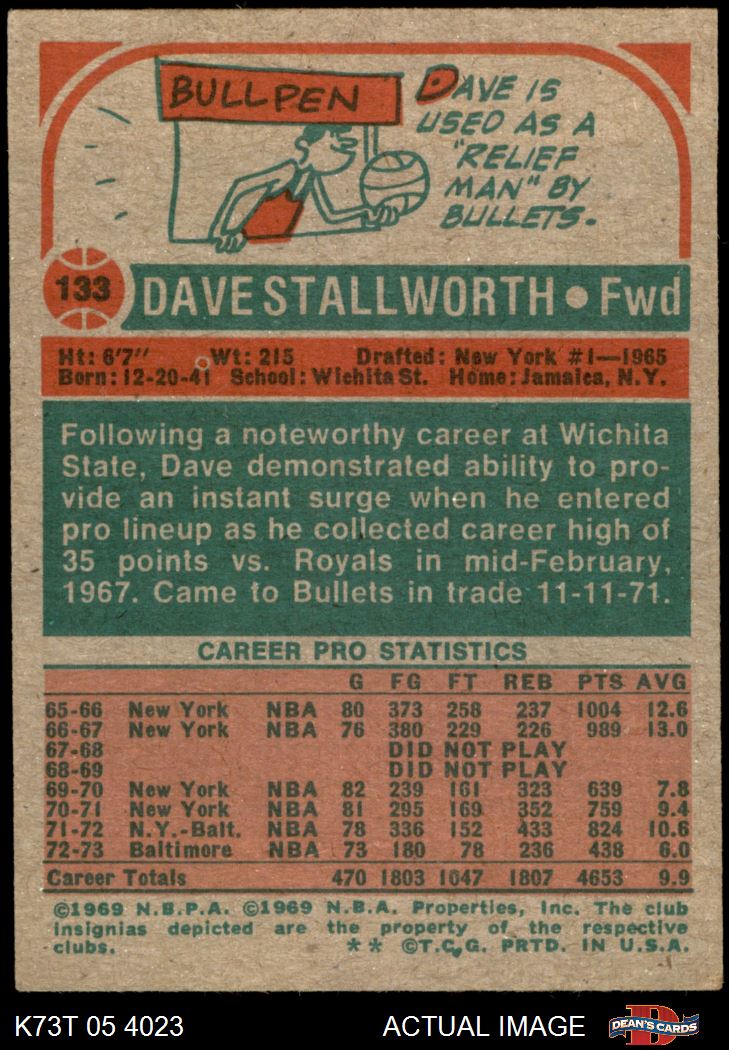 BULLPEN
DAVE IS
USED AS A
"RELIEF
MAN" BY
BULLETS.
133
DAVE STALLWORTH • Fwd
Ht: 6'7" Wt: 215 Drafted: New York #1—1965
Born: 12-20-41 School: Wichita St. Home: Jamaica, N.Y.
Following a noteworthy career at Wichita
State, Dave demonstrated ability to pro-
vide an instant surge when he entered
pro lineup as he collected career high of
35 points vs. Royals in mid-February,
1967. Came to Bullets in trade 11-11-71.
CAREER PRO STATISTICS
G FG FT REB PTS AVG
65-66 New York NBA 80 373 258 237 1004 12.6
66-67 New York NBA 76 380 229 226 989 13.0
67-68 DID NOT PLAY
68-69 DID NOT PLAY
69-70 New York NBA 82 239 161 323 639 7.8
70-71 New York NBA 81 295 169 352 759 9.4
71-72 N.Y.-Balt. NBA 78 336 152 433 824 10.6
72-73 Baltimore NBA 73 180 78 236 438 6.0
Career Totals 470 1803 1047 1807 4653 9.9
©1969 N.B.P.A. ©1969 N.B.A. Properties, Inc. The club
insignias depicted are the property of the respective
clubs. * * ©T.C.G. PRTD. IN U.S.A.
K73T 05 4023 ACTUAL IMAGE DEAN'S CARDS